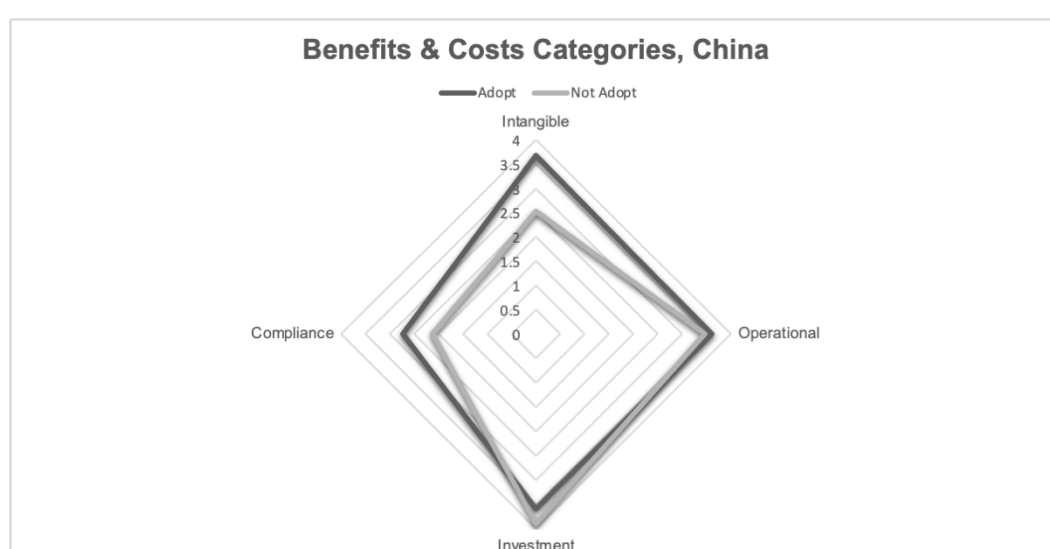 Benefits & Costs Categories, China
Adopt Not Adopt
Intangible
4
3.5
3
2.5
2
1.5
1
0.5
0
Compliance
Operational
Investment